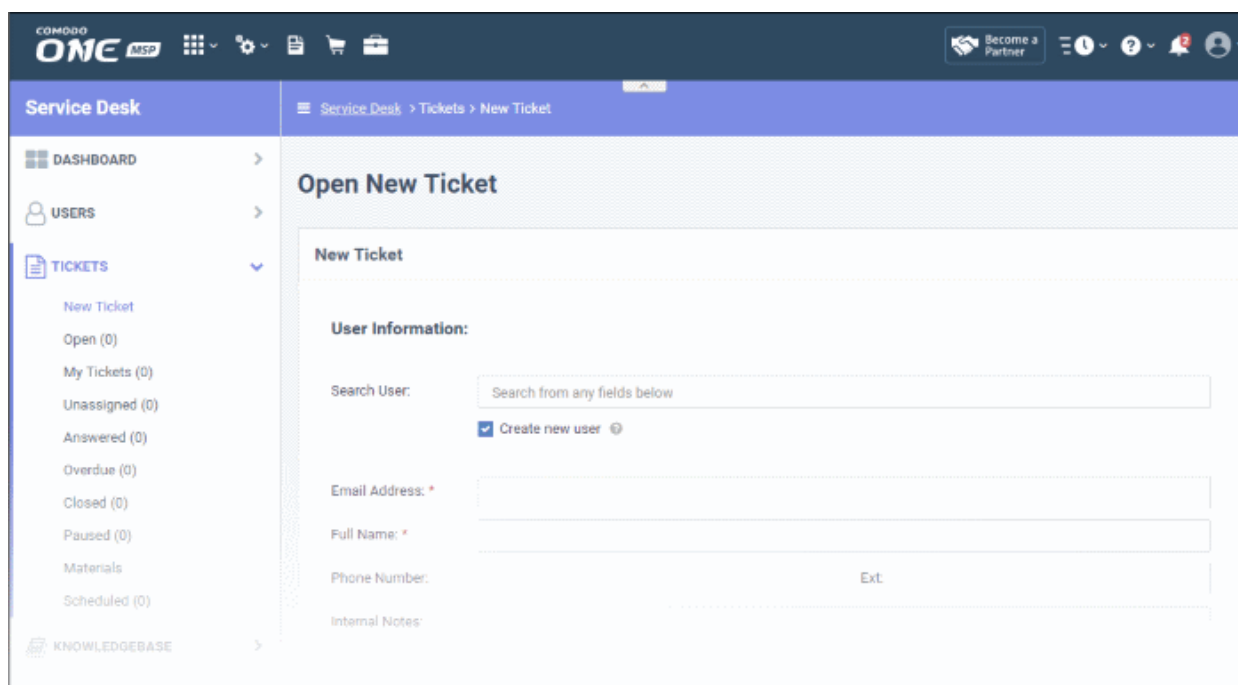 COMODO
ONE MSP
Become a
Partner
2
Service Desk
Service Desk > Tickets > New Ticket
DASHBOARD
USERS
TICKETS
New Ticket
Open (0)
My Tickets (0)
Unassigned (0)
Answered (0)
Overdue (0)
Closed (0)
Paused (0)
Materials
Scheduled (0)
KNOWLEDGEBASE
Open New Ticket
New Ticket
User Information:
Search User: Search from any fields below
Create new user ?
Email Address: *
Full Name: *
Phone Number: Ext:
Internal Notes: